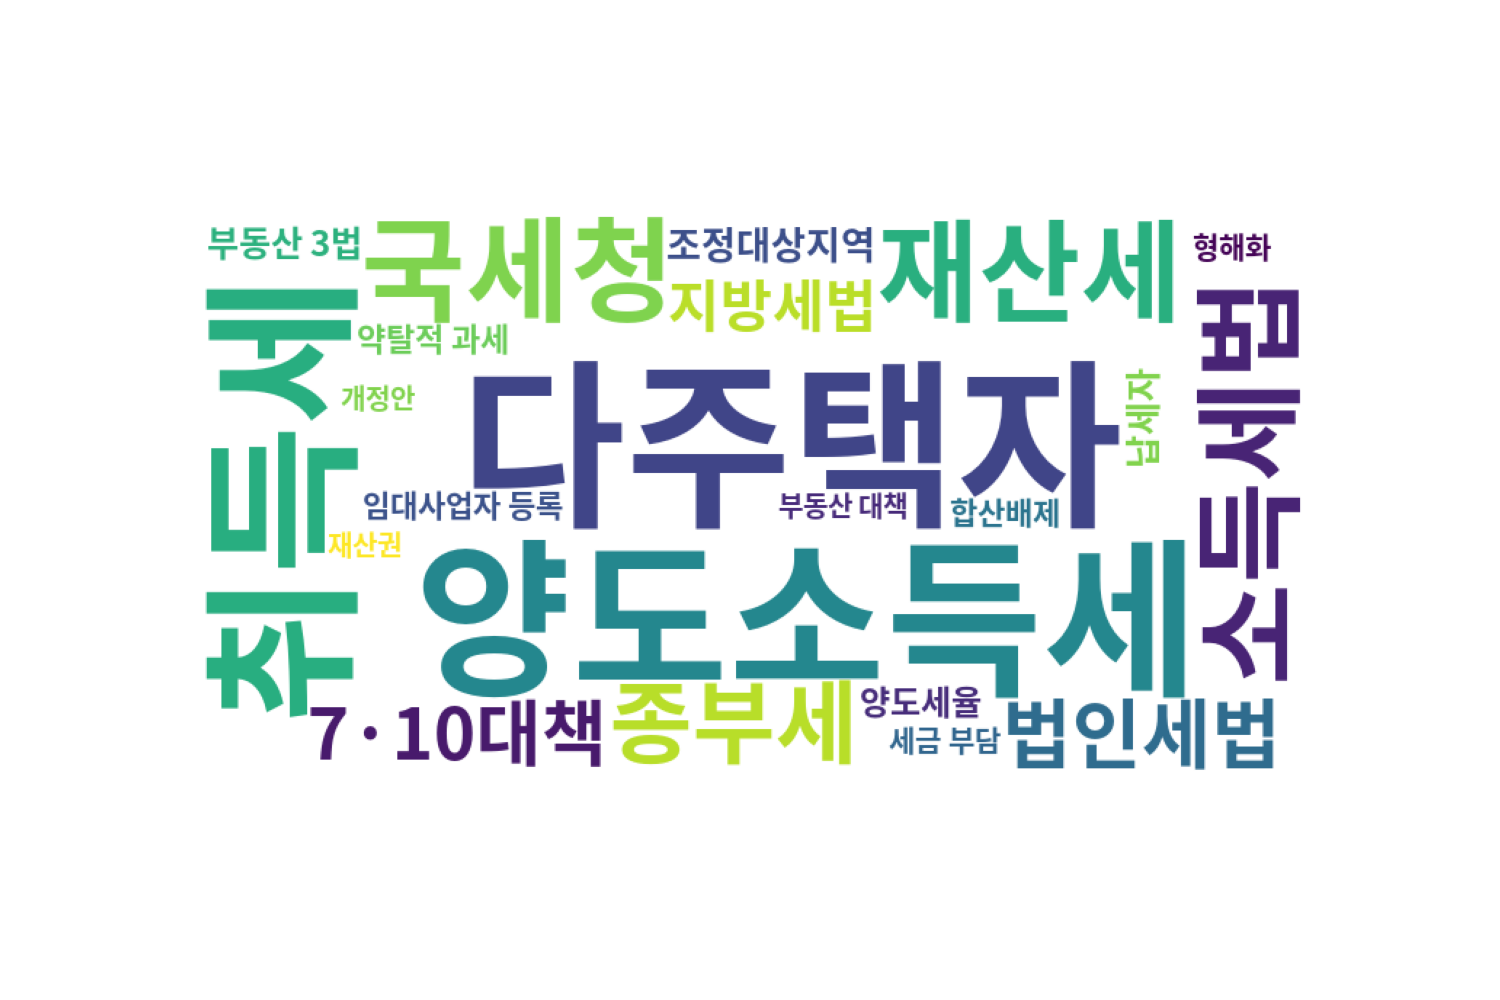 부동산 3법
국세청
조정대상지역
재산세
형해화
지방세법
취득세
약탈적 과세
다주택자
소득세법
개정안
납세자
임대사업자 등록
부동산 대책
합산배제
재산권
양도소득세
7·10대책
종부세
양도세율
세금 부담
법인세법